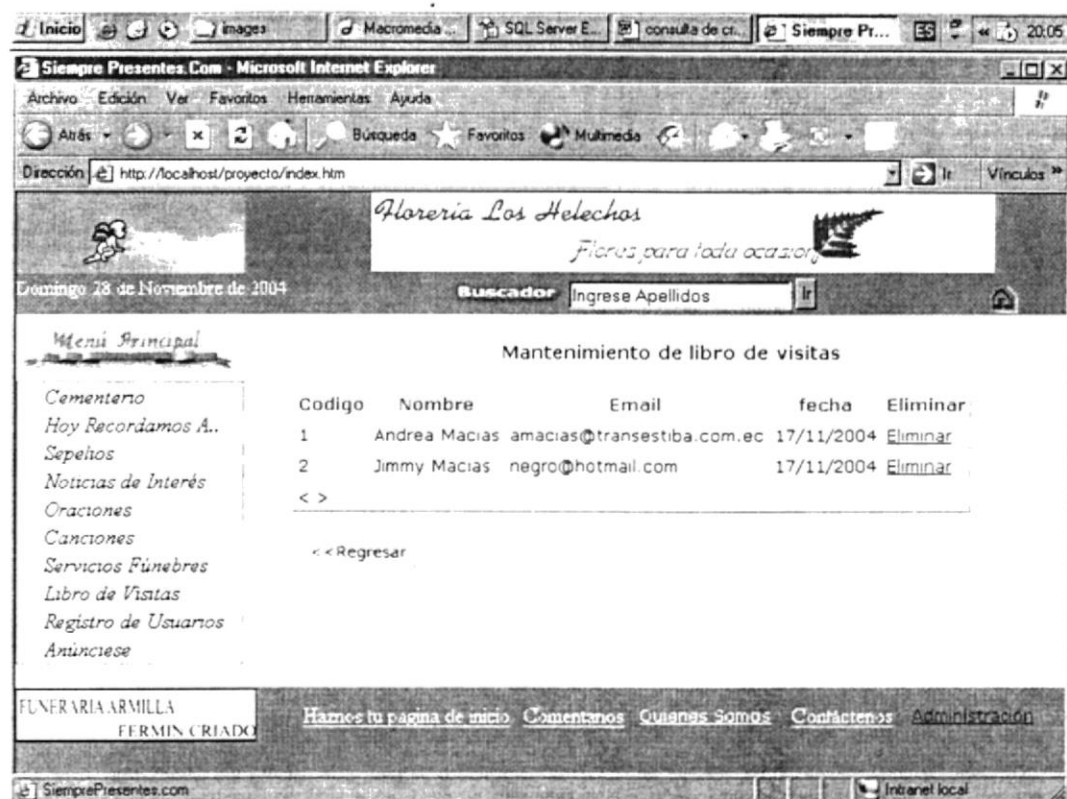 Inicio images Macromedia ... SQL Server E... consulta de cr... Siempre Pr... ES « 20:05
Siempre Presentes.Com - Microsoft Internet Explorer
Archivo Edición Ver Favoritos Herramientas Ayuda
Atrás Búsqueda Favoritos Multimedia
Dirección http://localhost/proyecto/index.htm Ir Vínculos »
Florería Los Helechos
Flores para toda ocasion
Domingo 28 de Noviembre de 2004 Buscador Ingrese Apellidos Ir
Menú Principal
Mantenimiento de libro de visitas
Cementerio
Hoy Recordamos A..
Sepelios
Noticias de Interés
Oraciones
Canciones
Servicios Fúnebres
Libro de Visitas
Registro de Usuarios
Anúnciese
Codigo Nombre Email fecha Eliminar
1 Andrea Macias amacias@transestiba.com.ec 17/11/2004 Eliminar
2 Jimmy Macias negro@hotmail.com 17/11/2004 Eliminar
< >
<<Regresar
FUNERARIA ARMILLA
FERMIN CRIADO
Haznos tu pagina de inicio Comentarios Quienes Somos Contáctenos Administración
SiemprePresentes.com Intranet local